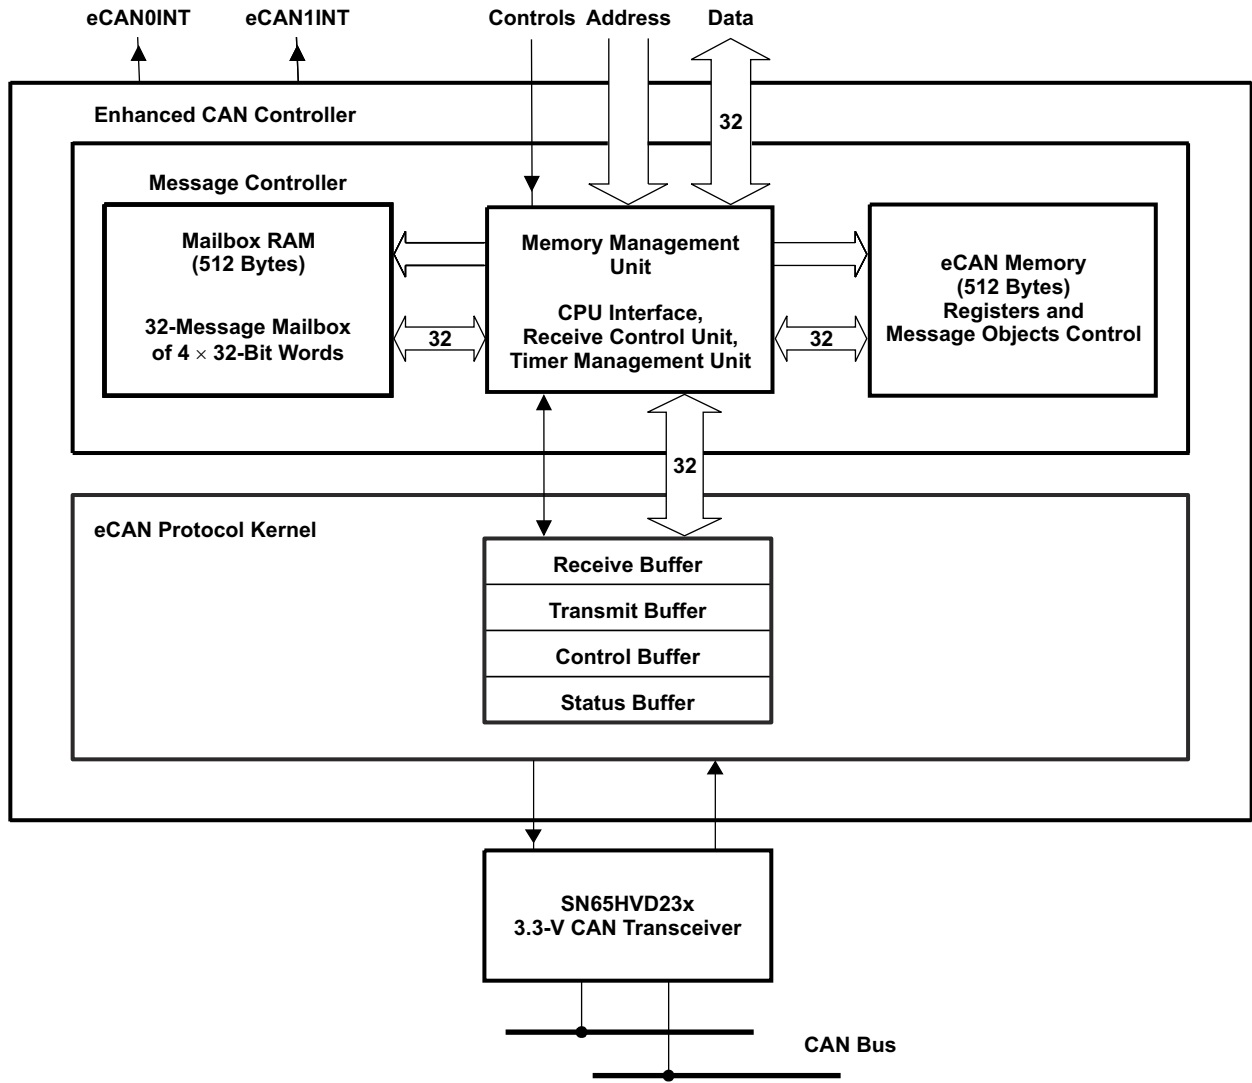 eCAN0INT eCAN1INT Controls Address Data
32
Enhanced CAN Controller
Message Controller
Mailbox RAM
(512 Bytes)
32-Message Mailbox
of 4 × 32-Bit Words
32
Memory Management
Unit
CPU Interface,
Receive Control Unit,
Timer Management Unit
32
eCAN Memory
(512 Bytes)
Registers and
Message Objects Control
32
eCAN Protocol Kernel
Receive Buffer
Transmit Buffer
Control Buffer
Status Buffer
SN65HVD23x
3.3-V CAN Transceiver
CAN Bus